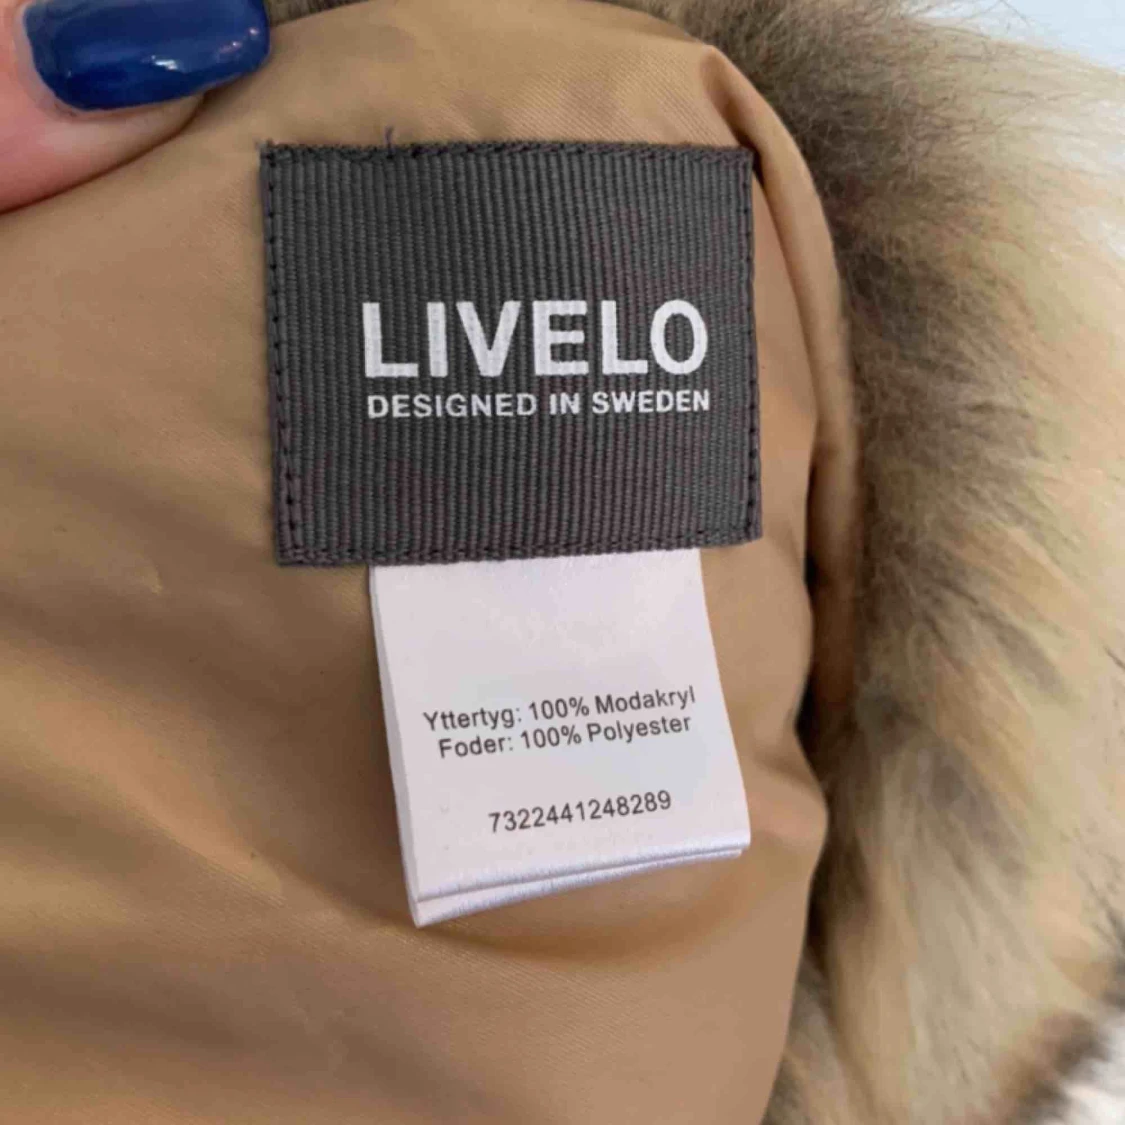 LIVELO
DESIGNED IN SWEDEN
Yttertyg: 100% Modakryl
Foder: 100% Polyester
7322441248289